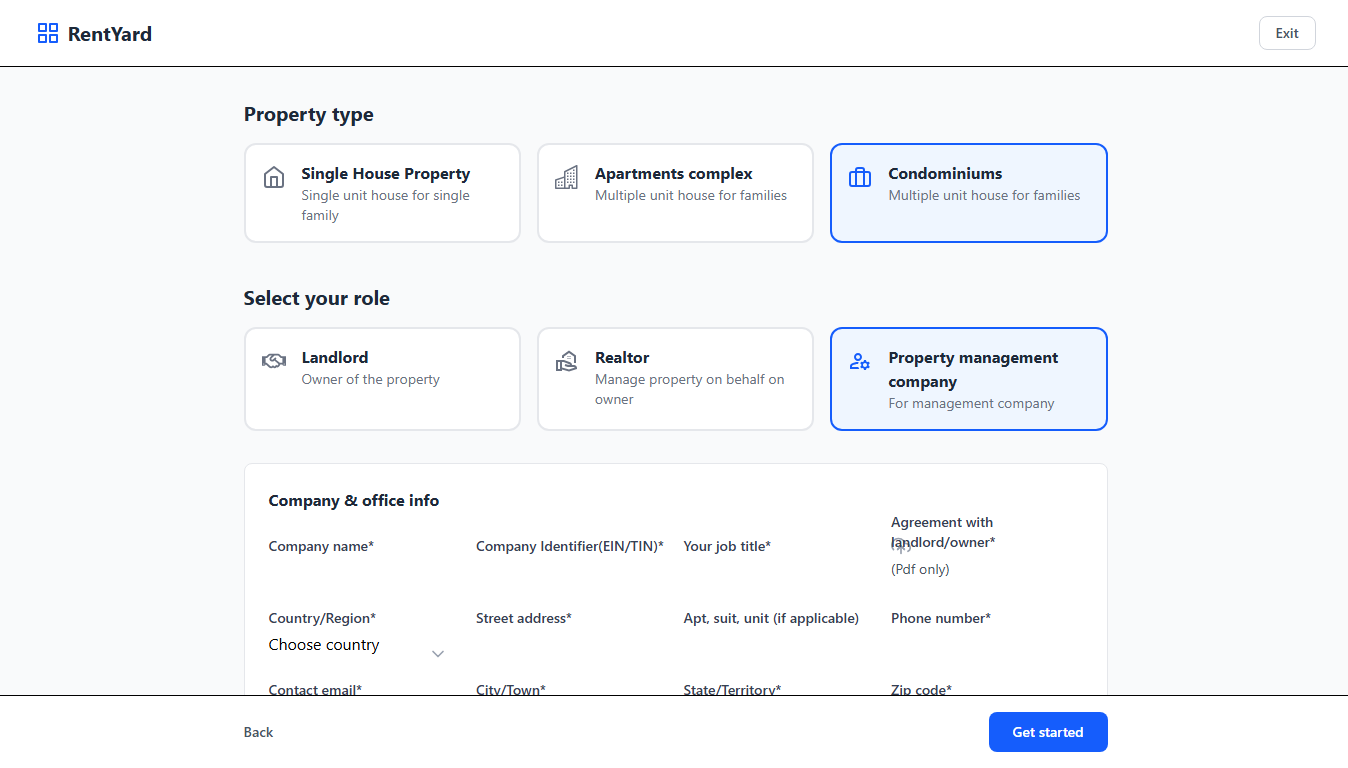 RentYard
Exit
Property type
Single House Property
Single unit house for single
family
Apartments complex
Multiple unit house for families
Condominiums
Multiple unit house for families
Select your role
Landlord
Owner of the property
Realtor
Manage property on behalf on
owner
Property management
company
For management company
Company & office info
Company name*
Company Identifier(EIN/TIN)*
Your job title*
Agreement with
landlord/owner*
(Pdf only)
Country/Region*
Choose country
Street address*
Apt, suit, unit (if applicable)
Phone number*
Contact email*
City/Town*
State/Territory*
Zip code*
Back
Get started